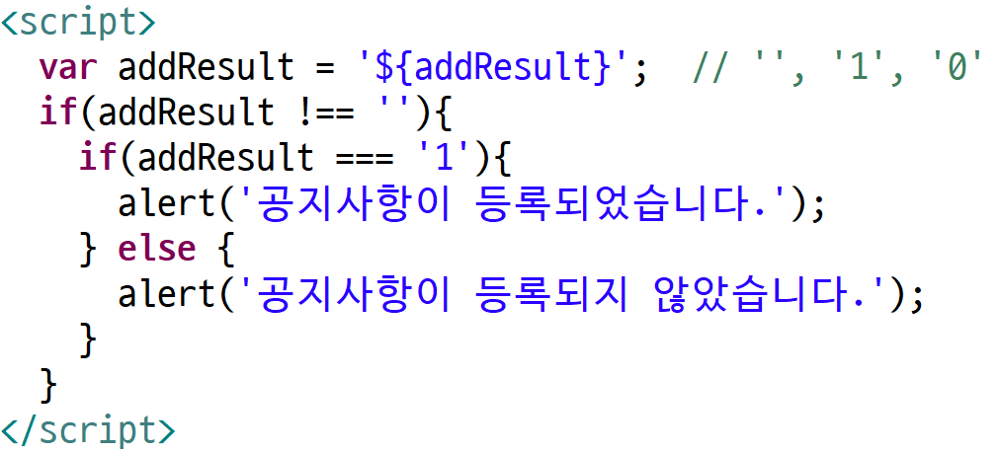 <script>
var addResult = '${addResult}'; // '', '1', '0'
if(addResult !== ''){
if(addResult === '1'){
alert('공지사항이 등록되었습니다.');
} else {
alert('공지사항이 등록되지 않았습니다.');
}
}
</script>